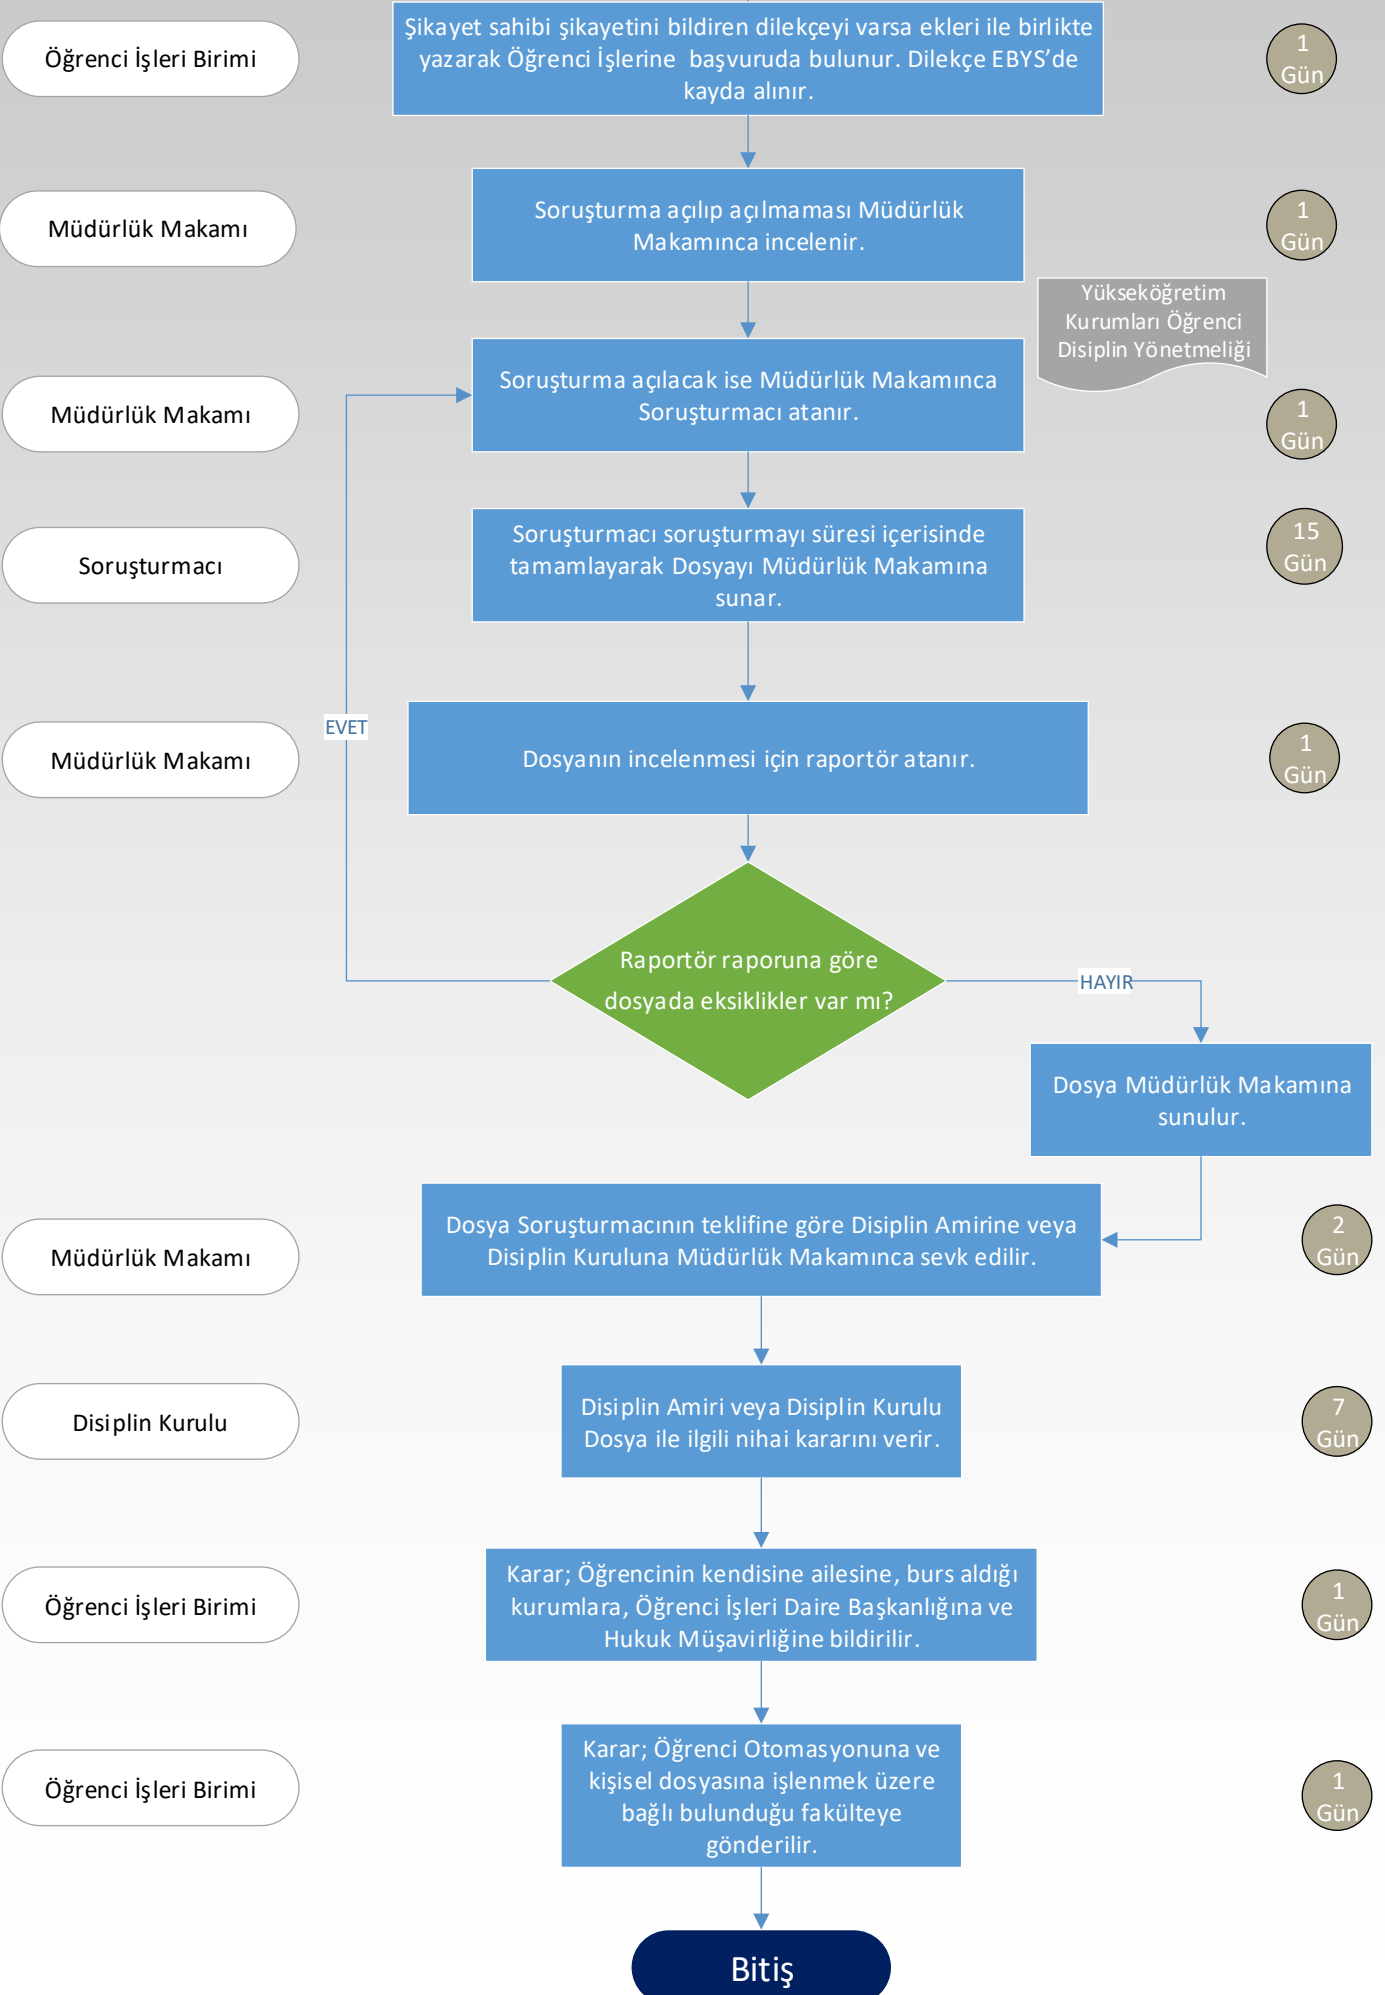 Öğrenci İşleri Birimi
Şikayet sahibi şikayetini bildiren dilekçeyi varsa ekleri ile birlikte
yazarak Öğrenci İşlerine başvuruda bulunur. Dilekçe EBYS’de
kayda alınır.
1
Gün
Müdürlük Makamı
Soruşturma açılıp açılmaması Müdürlük
Makamınca incelenir.
1
Gün
Yükseköğretim
Kurumları Öğrenci
Disiplin Yönetmeliği
Müdürlük Makamı
Soruşturma açılacak ise Müdürlük Makamınca
Soruşturmacı atanır.
1
Gün
Soruşturmacı
Soruşturmacı soruşturmayı süresi içerisinde
tamamlayarak Dosyayı Müdürlük Makamına
sunar.
15
Gün
EVET
Müdürlük Makamı
Dosyanın incelenmesi için raportör atanır.
1
Gün
Raportör raporuna göre
dosyada eksiklikler var mı?
HAYIR
Dosya Müdürlük Makamına
sunulur.
Müdürlük Makamı
Dosya Soruşturmacının teklifine göre Disiplin Amirine veya
Disiplin Kuruluna Müdürlük Makamınca sevk edilir.
2
Gün
Disiplin Kurulu
Disiplin Amiri veya Disiplin Kurulu
Dosya ile ilgili nihai kararını verir.
7
Gün
Öğrenci İşleri Birimi
Karar; Öğrencinin kendisine ailesine, burs aldığı
kurumlara, Öğrenci İşleri Daire Başkanlığına ve
Hukuk Müşavirliğine bildirilir.
1
Gün
Öğrenci İşleri Birimi
Karar; Öğrenci Otomasyonuna ve
kişisel dosyasına işlenmek üzere
bağlı bulunduğu fakülteye
gönderilir.
1
Gün
Bitiş